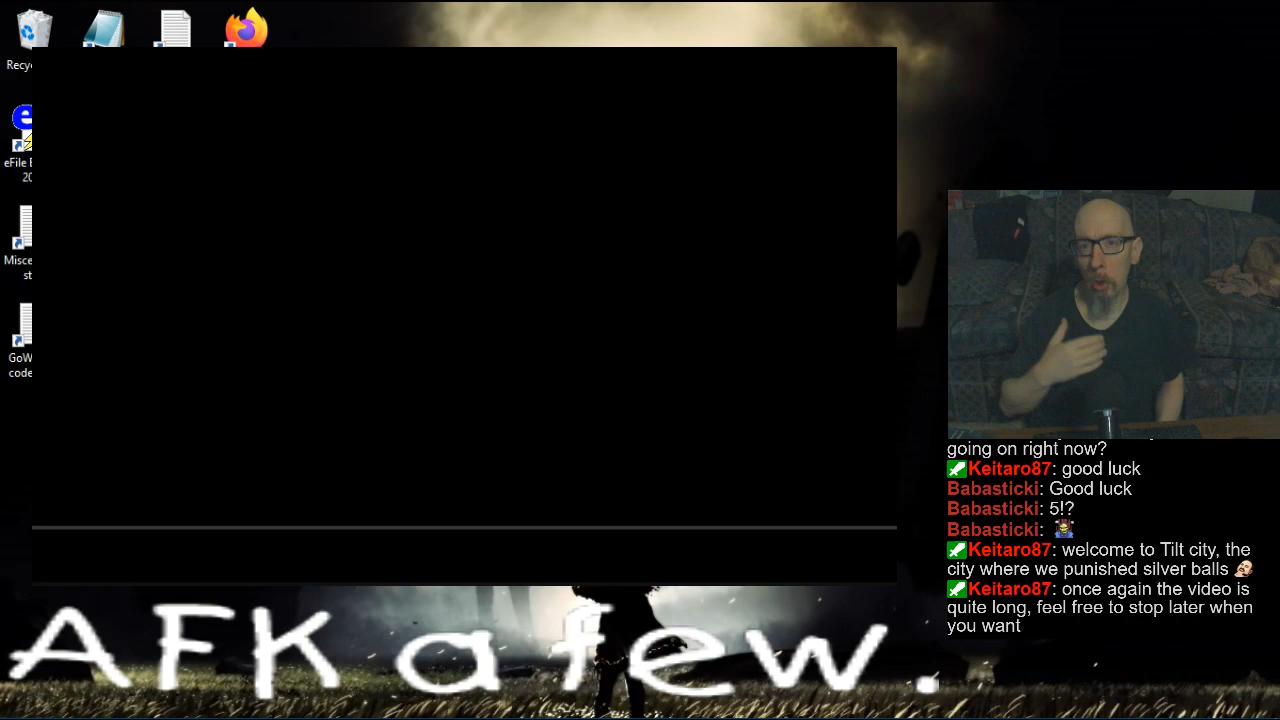 Recy
eFile E
20
Misce
st
GoW
code
going on right now?
Keitaro87: good luck
Babasticki: Good luck
Babasticki: 5!?
Babasticki:
Keitaro87: welcome to Tilt city, the
city where we punished silver balls
Keitaro87: once again the video is
quite long, feel free to stop later when
you want
AFK a few.